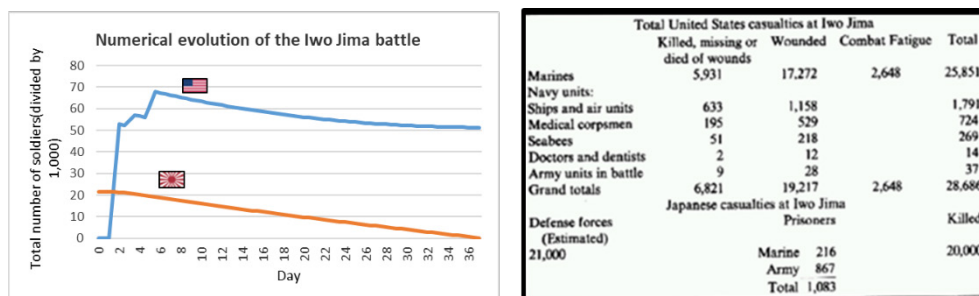 Numerical evolution of the Iwo Jima battle
Total number of soldiers(divided by
1,000)
80
70
60
50
40
30
20
10
0
0 2 4 6 8 10 12 14 16 18 20 22 24 26 28 30 32 34 36
Day
Total United States casualties at Iwo Jima
Killed, missing or Wounded Combat Fatigue Total
died of wounds
Marines 5,931 17,272 2,648 25,851
Navy units:
Ships and air units 633 1,158 1,791
Medical corpsmen 195 529 724
Seabees 51 218 269
Doctors and dentists 2 12 14
Army units in battle 9 28 37
Grand totals 6,821 19,217 2,648 28,686
Japanese casualties at Iwo Jima
Defense forces Prisoners Killed
(Estimated)
21,000 Marine 216 20,000
Army 867
Total 1,083